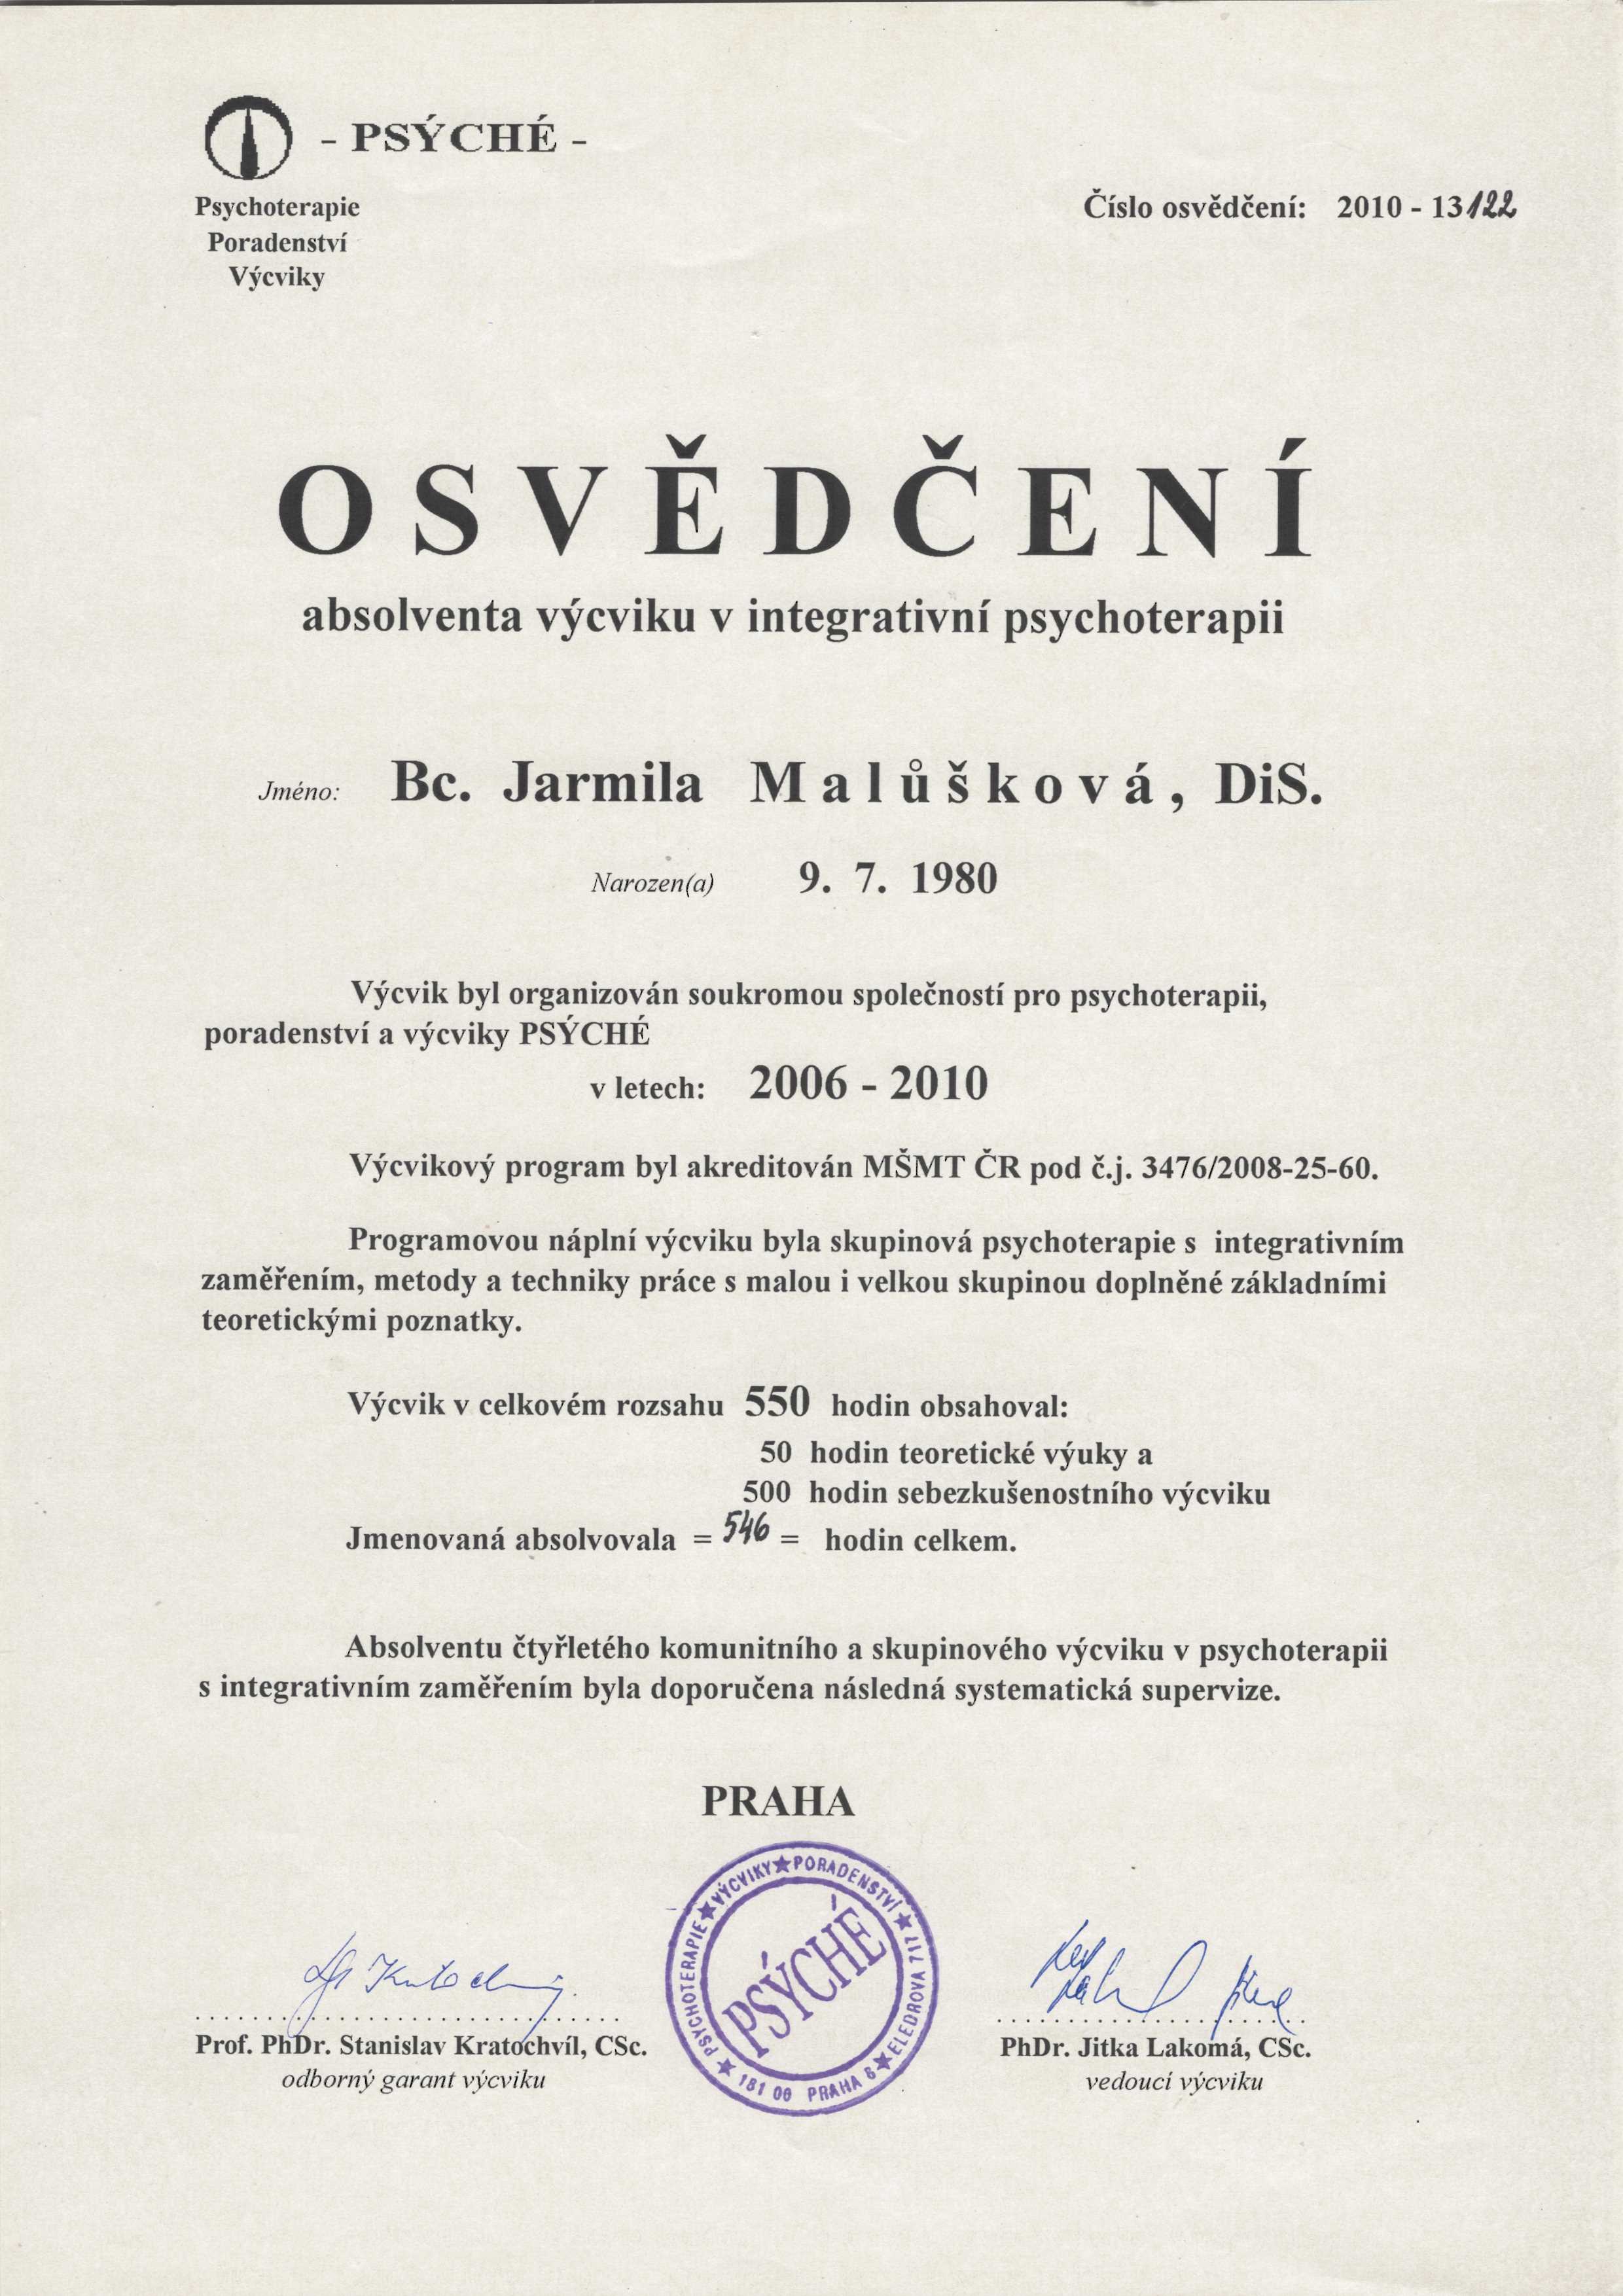 - PSÝCHÉ -
Psychoterapie
Poradenství
Výcviky
Číslo osvědčení: 2010 - 13122
OSVĚDČENÍ
absolventa výcviku v integrativní psychoterapii
Jméno: Bc. Jarmila Malůšková, DiS.
Narozen(a) 9. 7. 1980
Výcvik byl organizován soukromou společností pro psychoterapii,
poradenství a výcviky PSÝCHÉ
v letech: 2006 - 2010
Výcvikový program byl akreditován MŠMT ČR pod č.j. 3476/2008-25-60.
Programovou náplní výcviku byla skupinová psychoterapie s integrativním
zaměřením, metody a techniky práce s malou i velkou skupinou doplněné základními
teoretickými poznatky.
Výcvik v celkovém rozsahu 550 hodin obsahoval:
50 hodin teoretické výuky a
500 hodin sebezkušenostního výcviku
Jmenovaná absolvovala = 546 = hodin celkem.
Absolventu čtyřletého komunitního a skupinového výcviku v psychoterapii
s integrativním zaměřením byla doporučena následná systematická supervize.
PRAHA
PSYCHOTERAPIE ★ VÝCVIKY ★ PORADENSTVÍ ★ ELEDROVA 717 ★ 181 00 PRAHA 8 ★
PSÝCHÉ
Prof. PhDr. Stanislav Kratochvíl, CSc.
odborný garant výcviku
PhDr. Jitka Lakomá, CSc.
vedoucí výcviku